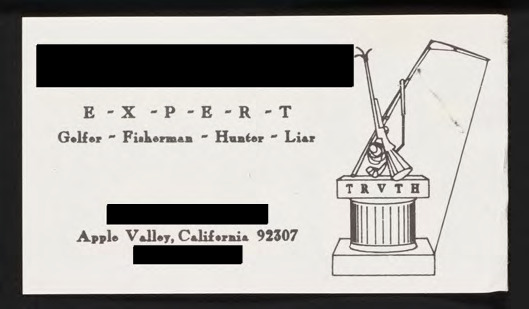 E - X - P - E - R - T
Golfer - Fisherman - Hunter - Liar
Apple Valley, California 92307
TRVTH